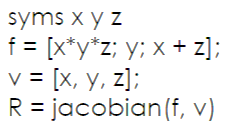 syms x y z
f = [x*y*z; y; x + z];
v = [x, y, z];
R = jacobian(f, v)